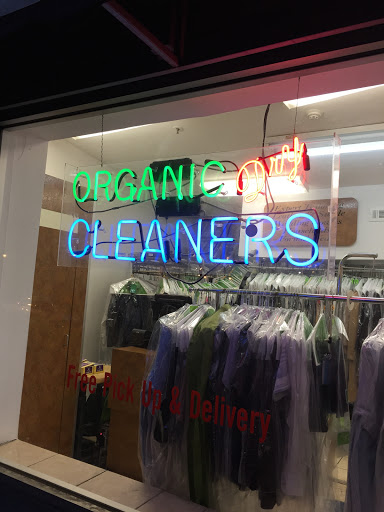 ORGANIC Dry
CLEANERS
Free Pick Up & Delivery